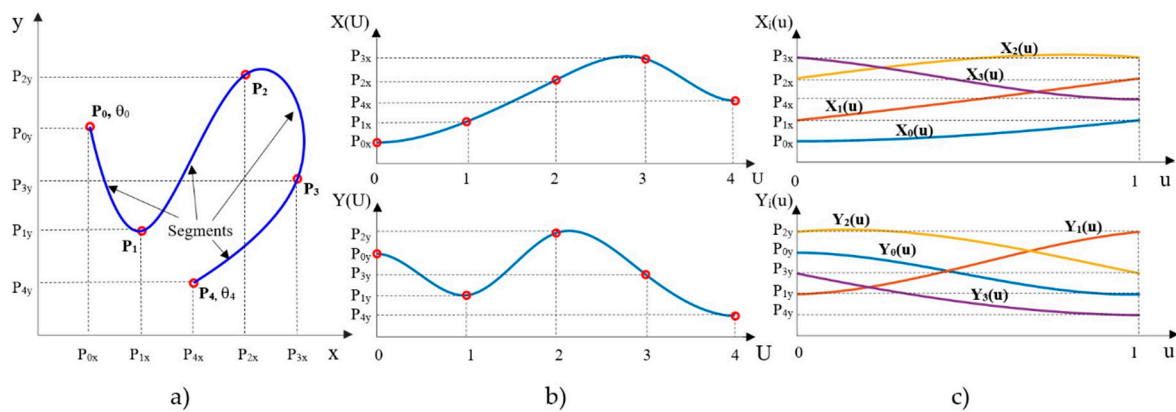 y
P2y
P0, θ0
P0y
P2
P3y
P3
P1y
Segments
P1
P4y
P4, θ4
P0x P1x P4x P2x P3x x
a)
X(U)
P3x
P2x
P4x
P1x
P0x
0 1 2 3 4 U
Y(U)
P2y
P0y
P3y
P1y
P4y
0 1 2 3 4 U
b)
Xi(u)
P3x
X2(u)
P2x
X3(u)
P4x
X1(u)
P1x
X0(u)
P0x
0 1 u
Yi(u)
Y2(u)
P2y
Y1(u)
P0y
Y0(u)
P3y
P1y
Y3(u)
P4y
0 1 u
c)